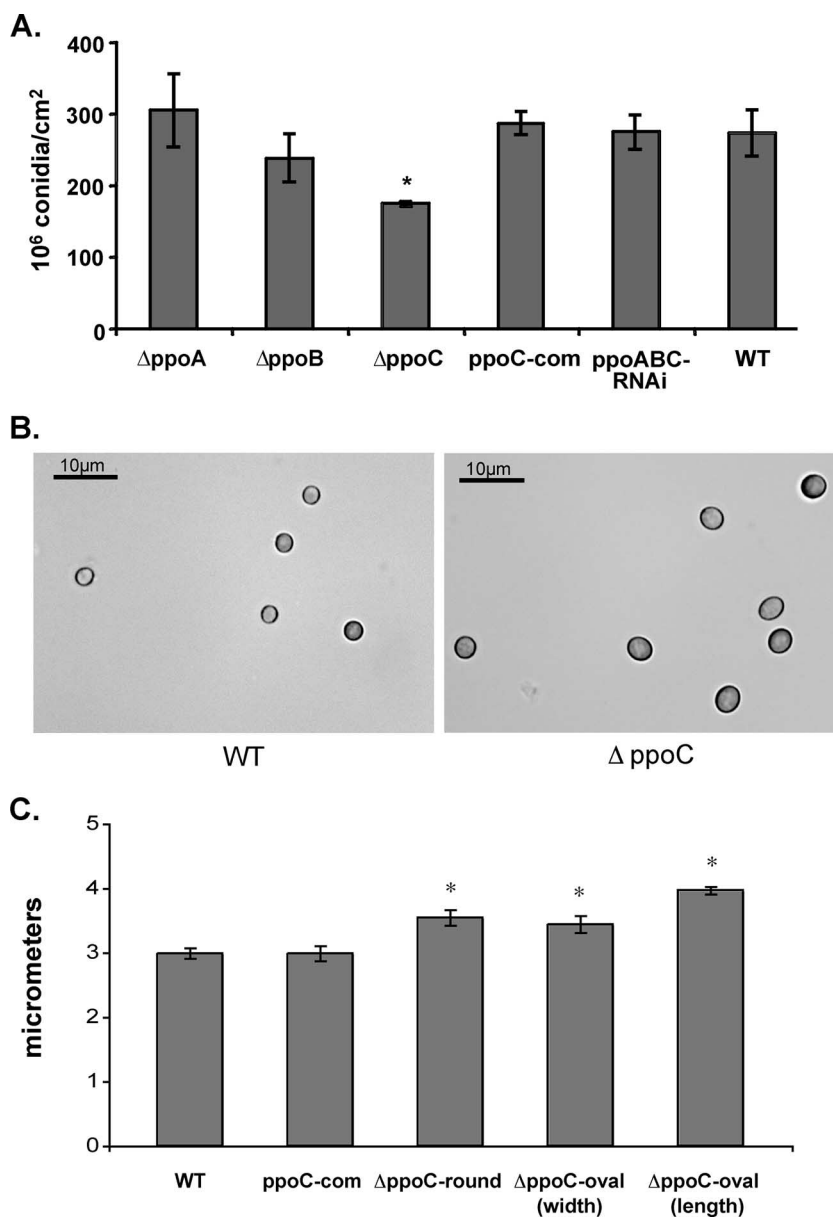 A.
10⁶ conidia/cm²
400
300
200
100
0
*
ΔppoA ΔppoB ΔppoC ppoC-com ppoABC-RNAi WT
B.
10μm
10μm
WT
Δ ppoC
C.
micrometers
5
4
3
2
1
0
* * *
WT ppoC-com ΔppoC-round ΔppoC-oval (width) ΔppoC-oval (length)